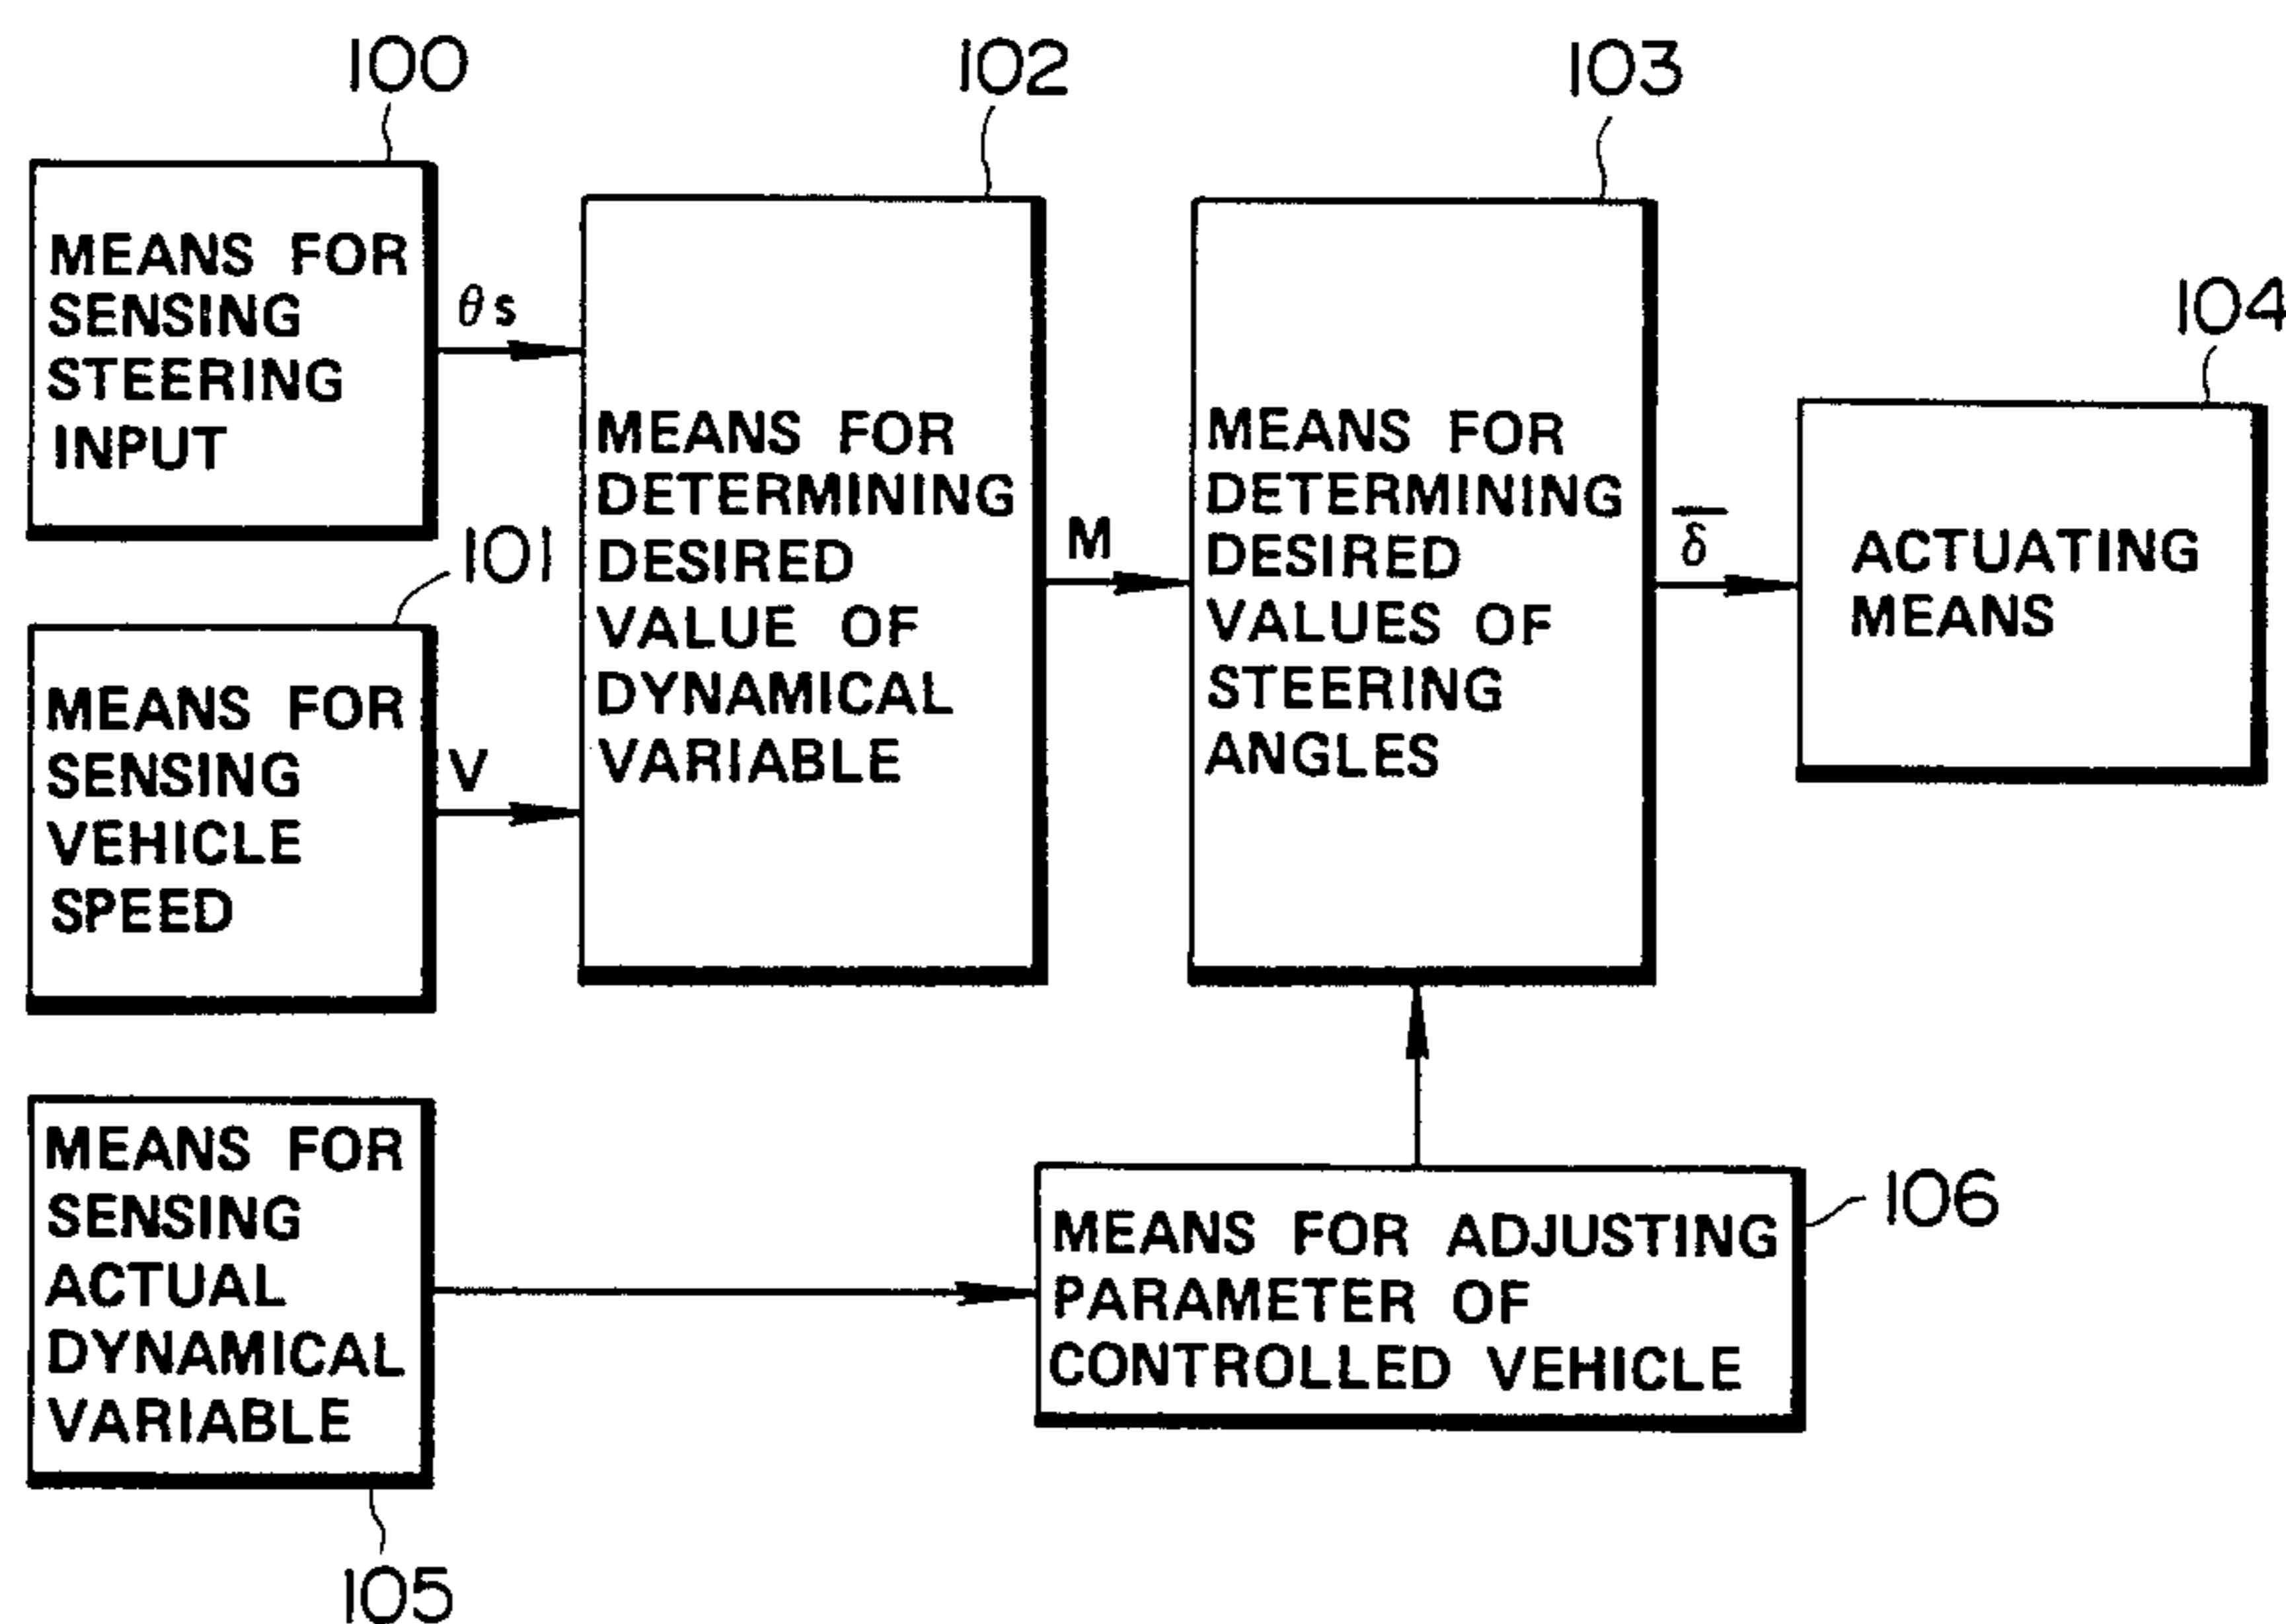 100
102
103
104
MEANS FOR
SENSING
STEERING
INPUT
θs
101
MEANS FOR
SENSING
VEHICLE
SPEED
V
MEANS FOR
DETERMINING
DESIRED
VALUE OF
DYNAMICAL
VARIABLE
M
MEANS FOR
DETERMINING
DESIRED
VALUES OF
STEERING
ANGLES
δ̅
ACTUATING
MEANS
MEANS FOR
SENSING
ACTUAL
DYNAMICAL
VARIABLE
105
MEANS FOR ADJUSTING
PARAMETER OF
CONTROLLED VEHICLE
106